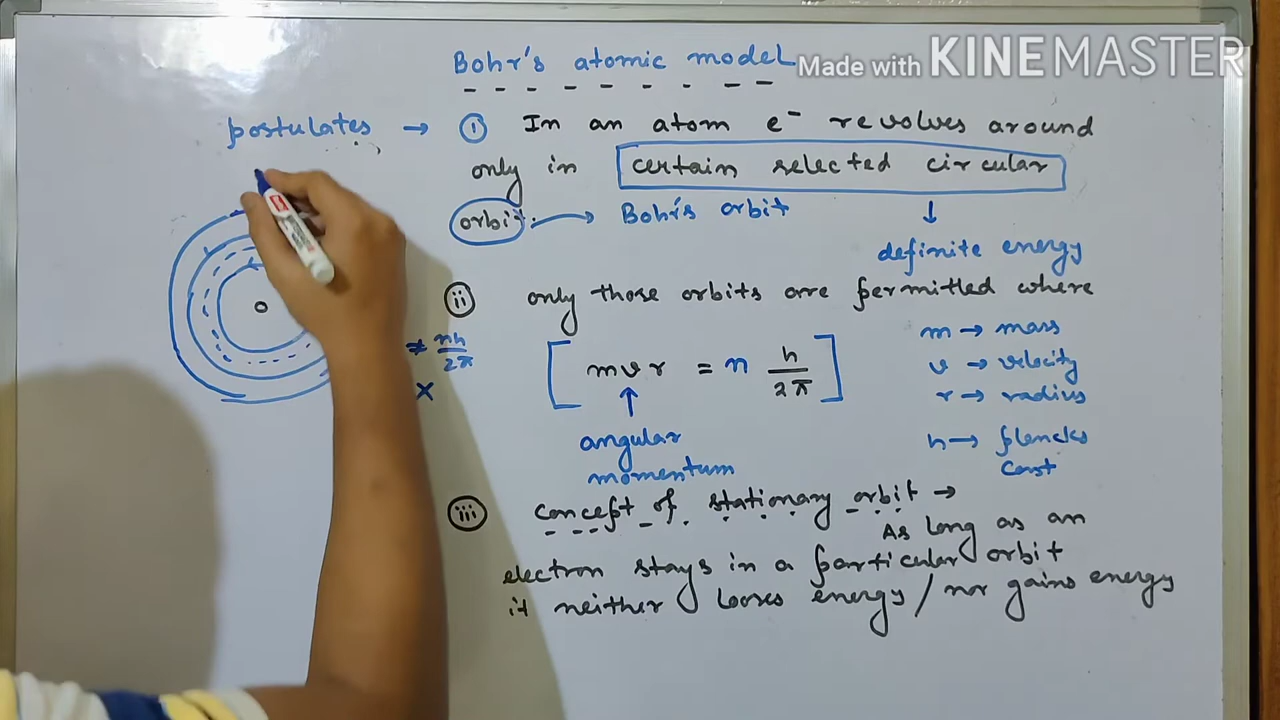 Bohr's atomic model
Made with KINEMASTER
postulates → ① In an atom e⁻ revolves around
only in certain selected circular
orbit → Bohr's orbit ↓
definite energy
ii only those orbits are permitted where
[ mvr = n h/2π ]
≠ nh/2π
×
m → mass
v → velocity
r → radius
h → plancks
const
↑
angular
momentum
iii concept of stationary orbit →
As long as an
electron stays in a particular orbit
it neither looses energy / nor gains energy